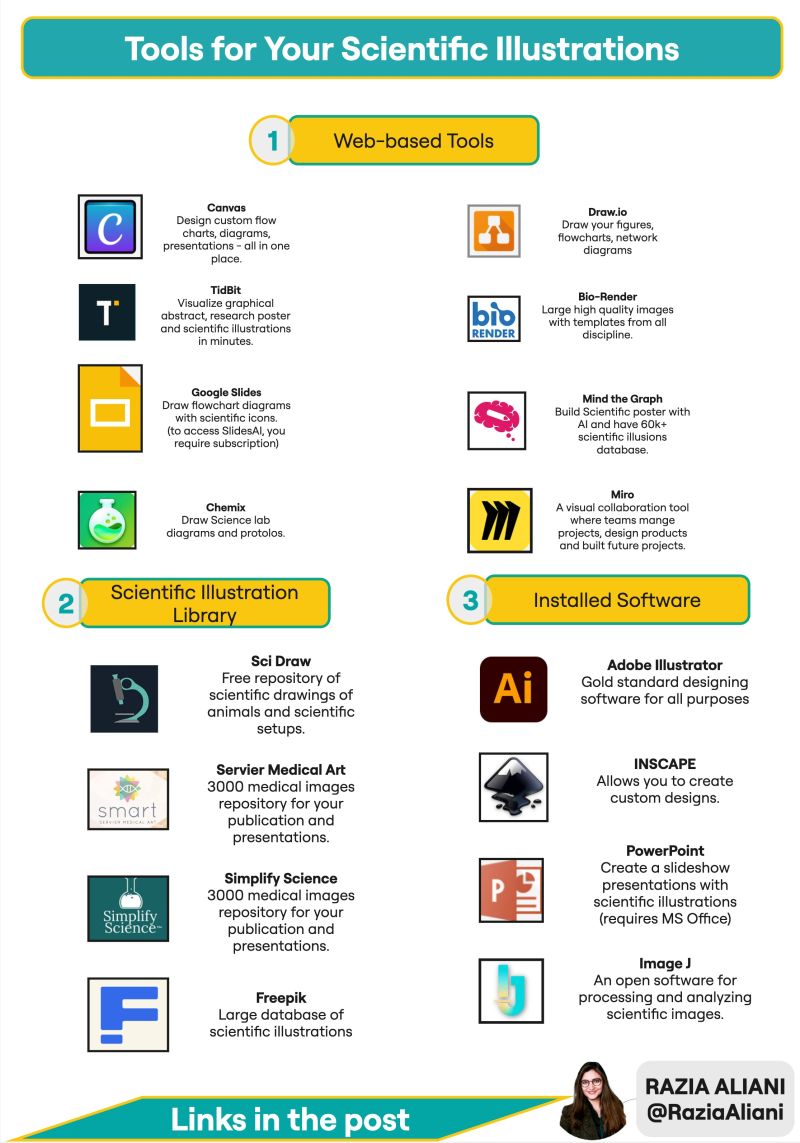 Tools for Your Scientific Illustrations
1
Web-based Tools
C
Canvas
Design custom flow
charts, diagrams,
presentations - all in one
place.
Draw.io
Draw your figures,
flowcharts, network
diagrams
T
TidBit
Visualize graphical
abstract, research poster
and scientific illustrations
in minutes.
bio
RENDER
Bio-Render
Large high quality images
with templates from all
discipline.
Google Slides
Draw flowchart diagrams
with scientific icons.
(to access SlidesAI, you
require subscription)
Mind the Graph
Build Scientific poster with
AI and have 60k+
scientific illusions
database.
Chemix
Draw Science lab
diagrams and protolos.
Miro
A visual collaboration tool
where teams mange
projects, design products
and built future projects.
2
Scientific Illustration
Library
Sci Draw
Free repository of
scientific drawings of
animals and scientific
setups.
smart
SERVIER MEDICAL ART
Servier Medical Art
3000 medical images
repository for your
publication and
presentations.
Simplify
Science
Simplify Science
3000 medical images
repository for your
publication and
presentations.
F
Freepik
Large database of
scientific illustrations
3
Installed Software
Ai
Adobe Illustrator
Gold standard designing
software for all purposes
INSCAPE
Allows you to create
custom designs.
P
PowerPoint
Create a slideshow
presentations with
scientific illustrations
(requires MS Office)
Image J
An open software for
processing and analyzing
scientific images.
Links in the post
RAZIA ALIANI
@RaziaAliani